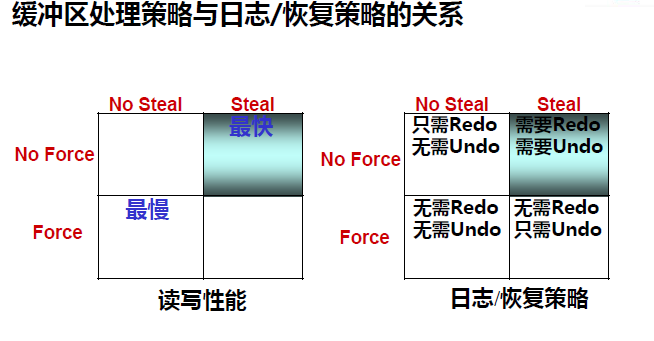 缓冲区处理策略与日志/恢复策略的关系
No Steal Steal
No Force 最快
Force 最慢
读写性能
No Steal Steal
No Force 只需Redo 需要Redo
无需Undo 需要Undo
Force 无需Redo 无需Redo
无需Undo 只需Undo
日志/恢复策略